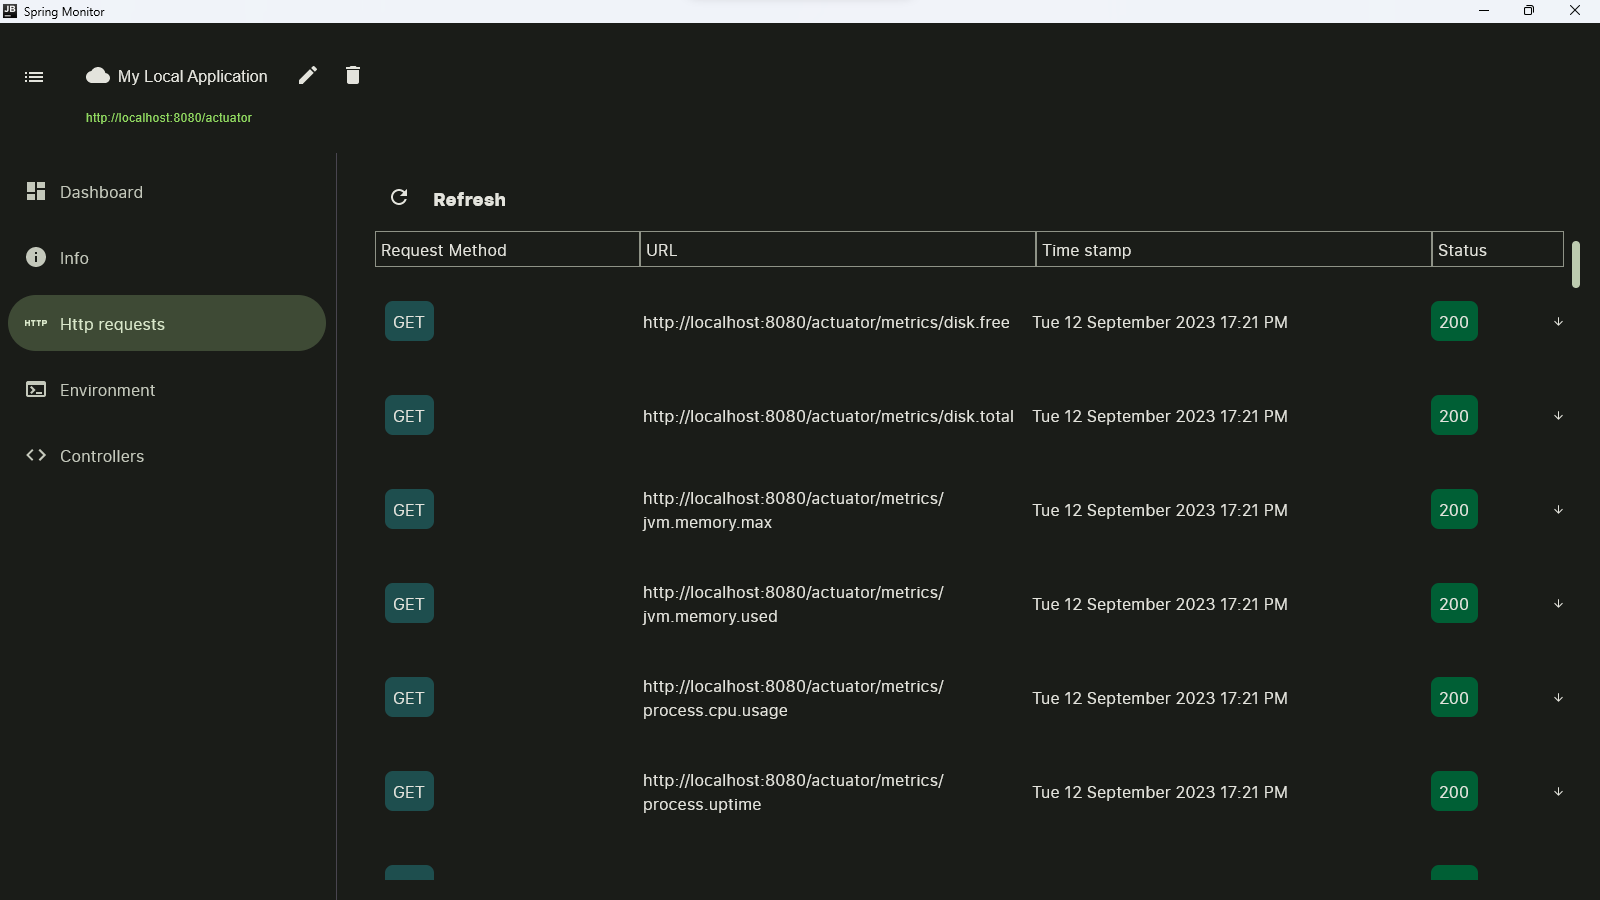 JB
Spring Monitor
My Local Application
http://localhost:8080/actuator
Dashboard
Info
HTTP Http requests
Environment
Controllers
Refresh
Request Method URL Time stamp Status
GET http://localhost:8080/actuator/metrics/disk.free Tue 12 September 2023 17:21 PM 200
GET http://localhost:8080/actuator/metrics/disk.total Tue 12 September 2023 17:21 PM 200
GET http://localhost:8080/actuator/metrics/
jvm.memory.max Tue 12 September 2023 17:21 PM 200
GET http://localhost:8080/actuator/metrics/
jvm.memory.used Tue 12 September 2023 17:21 PM 200
GET http://localhost:8080/actuator/metrics/
process.cpu.usage Tue 12 September 2023 17:21 PM 200
GET http://localhost:8080/actuator/metrics/
process.uptime Tue 12 September 2023 17:21 PM 200